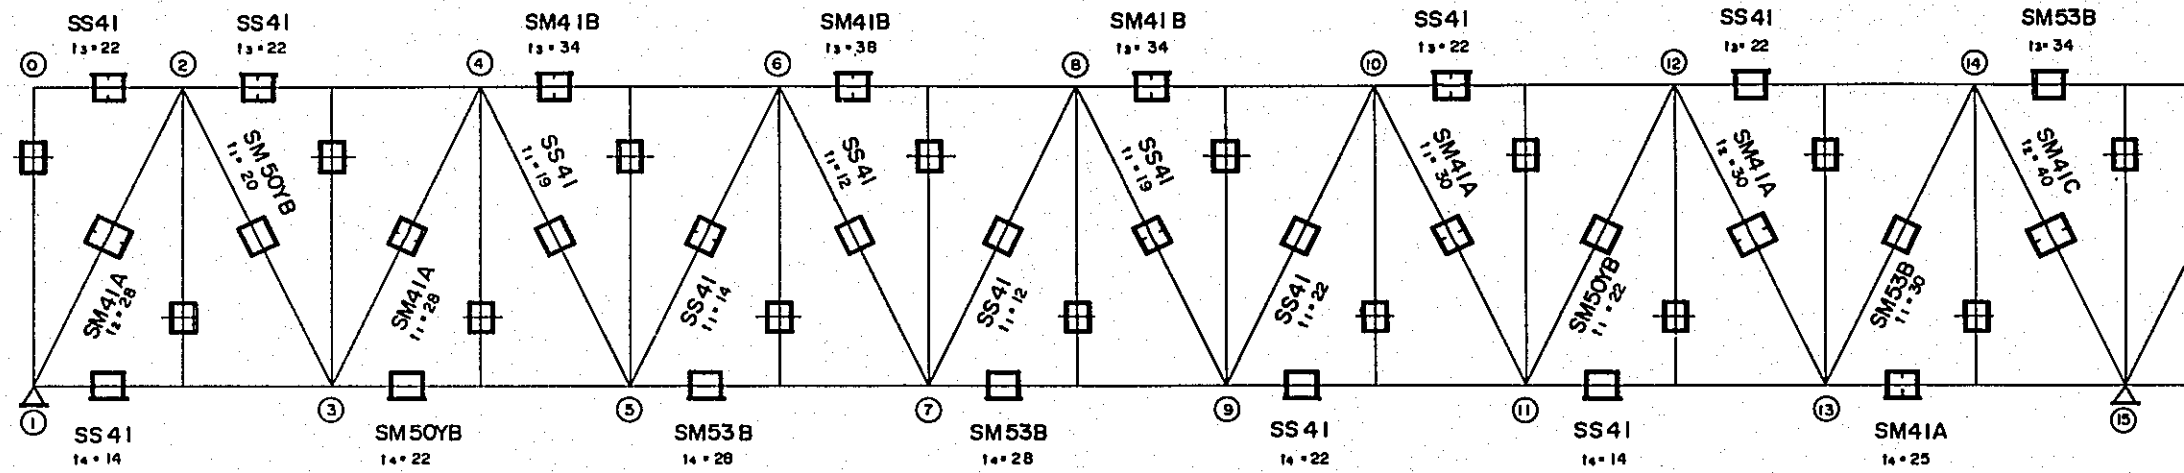 SS41
t3=22
SS41
t3=22
SM41B
t3=34
SM41B
t3=38
SM41B
t3=34
SS41
t3=22
SS41
t3=22
SM53B
t3=34
0
2
4
6
8
10
12
14
SM41A
t2=28
SM50YB
t1=20
SM41A
t1=28
SS41
t1=19
SS41
t1=14
SS41
t1=12
SS41
t1=12
SS41
t1=19
SS41
t1=22
SM41A
t1=30
SM50YB
t1=22
SM41A
t2=30
SM53B
t1=30
SM41C
t2=40
1
3
5
7
9
11
13
15
SS41
t4=14
SM50YB
t4=22
SM53B
t4=28
SM53B
t4=28
SS41
t4=22
SS41
t4=14
SM41A
t4=25